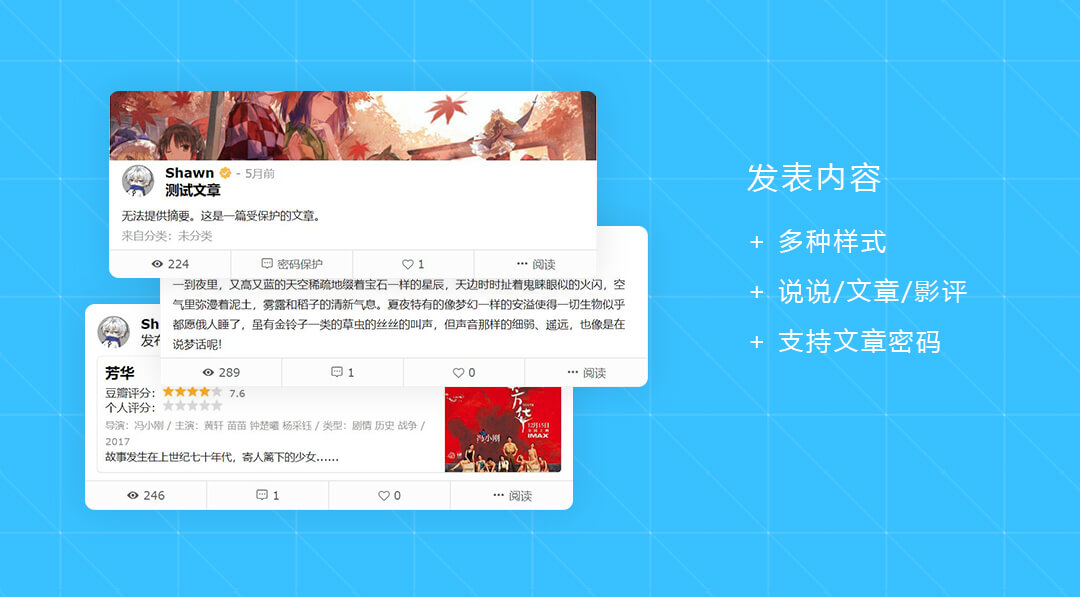 Shawn - 5月前
测试文章
无法提供摘要。这是一篇受保护的文章。
来自分类: 未分类
224
密码保护
1
阅读
一到夜里，又高又蓝的天空稀疏地缀着宝石一样的星辰，天边时时扯着鬼睐眼似的火闪，空
气里弥漫着泥土，雾露和稻子的清新气息。夏夜特有的像梦幻一样的安溢使得一切生物似乎
都愿俄人睡了，虽有金铃子一类的草虫的丝丝的叫声，但声音那样的细弱、遥远，也像是在
说梦话呢!
289
1
0
阅读
Sh
发布
芳华
豆瓣评分: 7.6
个人评分:
导演: 冯小刚 / 主演: 黄轩 苗苗 钟楚曦 杨采钰 / 类型: 剧情 历史 战争 /
2017
故事发生在上世纪七十年代，寄人篱下的少女......
芳华
12月15日
IMAX
冯小刚
246
1
0
阅读
发表内容
+ 多种样式
+ 说说/文章/影评
+ 支持文章密码